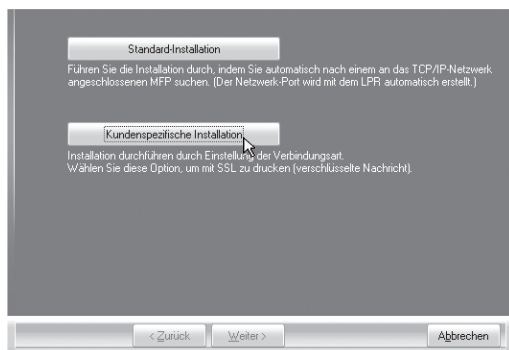 Standard-Installation
Führen Sie die Installation durch, indem Sie automatisch nach einem an das TCP/IP-Netzwerk
angeschlossenen MFP suchen. (Der Netzwerk-Port wird mit dem LPR automatisch erstellt.)
Kundenspezifische Installation
Installation durchführen durch Einstellung der Verbindungsart.
Wählen Sie diese Option, um mit SSL zu drucken (verschlüsselte Nachricht).
< Zurück Weiter > Abbrechen